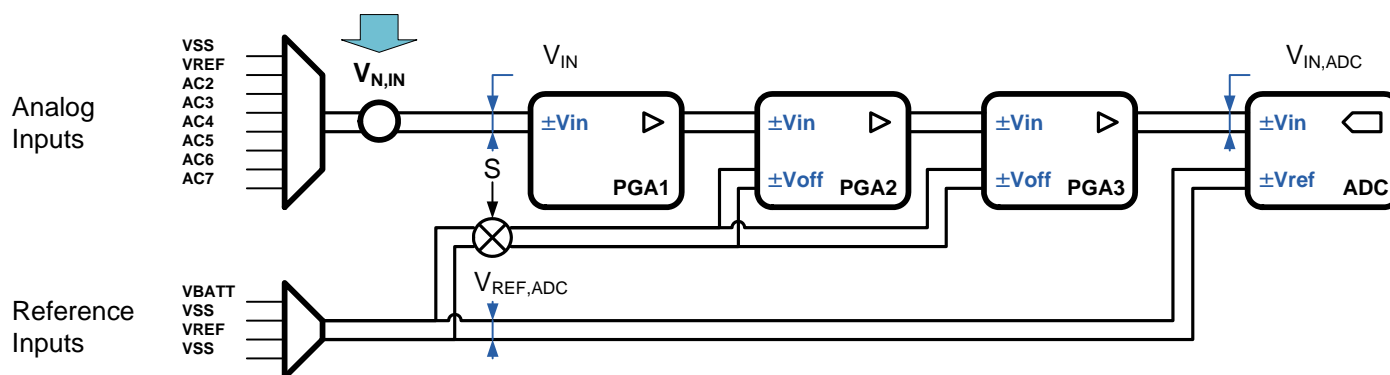 Analog
Inputs
VSS
VREF
AC2
AC3
AC4
AC5
AC6
AC7
VN,IN
VIN
VIN,ADC
±Vin
PGA1
±Vin
±Voff
PGA2
±Vin
±Voff
PGA3
±Vin
±Vref
ADC
S
VREF,ADC
Reference
Inputs
VBATT
VSS
VREF
VSS